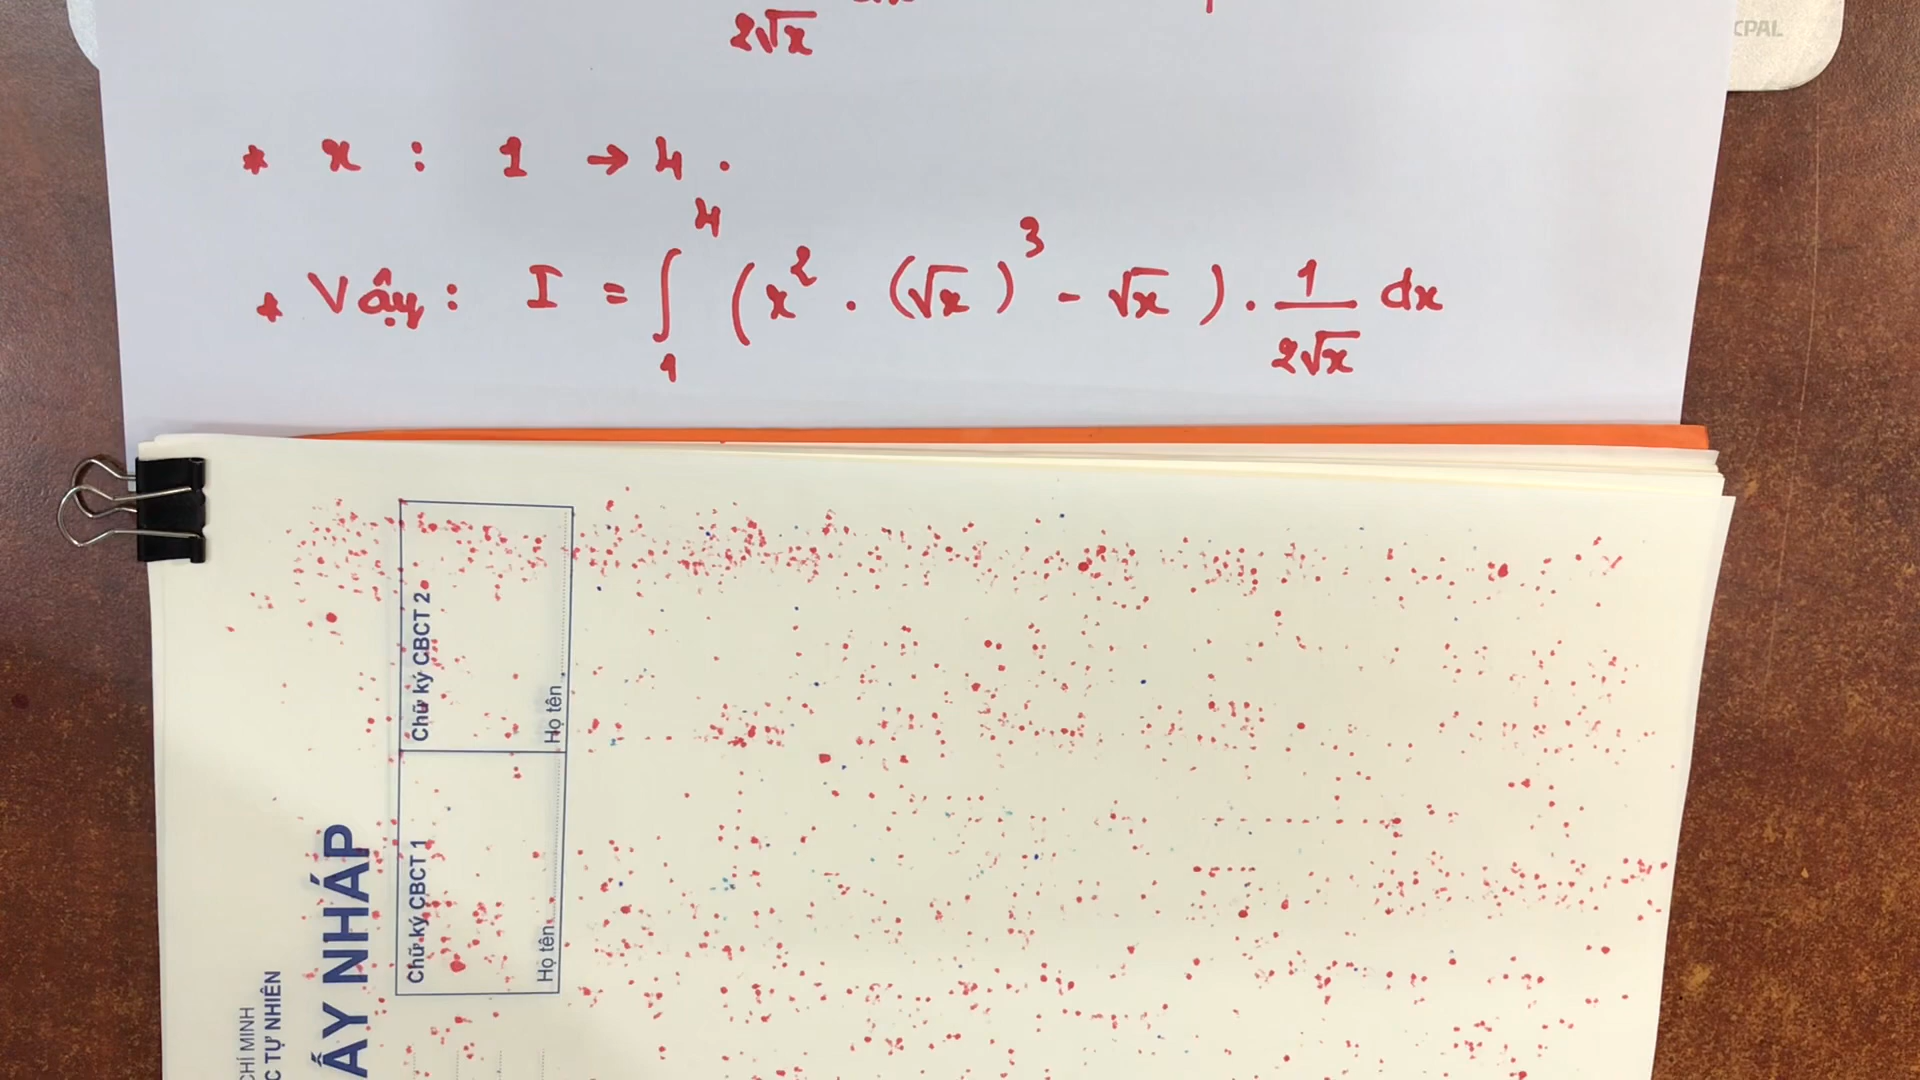 2√x
CPAL
* x : 1 → 4 .
* Vậy : I = ∫₁⁴ (x² . (√x)³ - √x) . 1/2√x dx
Chữ ký CBCT 2
Họ tên
Chữ ký CBCT 1
Họ tên
ẤY NHÁP
CHÍ MINH
C TỰ NHIÊN